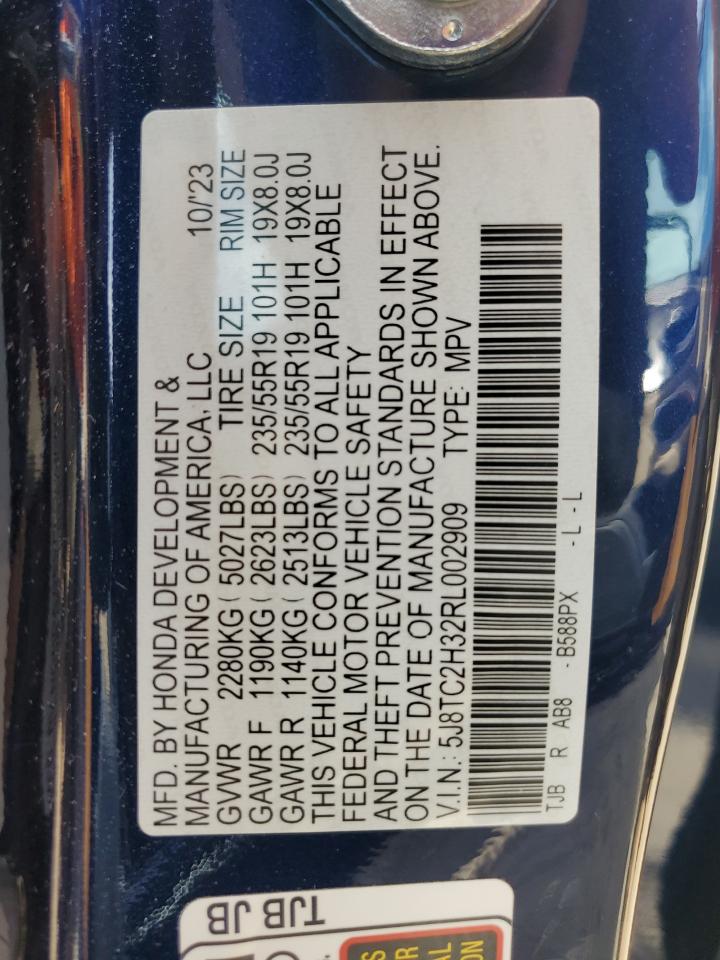 MFD. BY HONDA DEVELOPMENT &
MANUFACTURING OF AMERICA, LLC 10/'23
GVWR 2280KG ( 5027LBS) TIRE SIZE RIM SIZE
GAWR F 1190KG ( 2623LBS) 235/55R19 101H 19X8.0J
GAWR R 1140KG ( 2513LBS) 235/55R19 101H 19X8.0J
THIS VEHICLE CONFORMS TO ALL APPLICABLE
FEDERAL MOTOR VEHICLE SAFETY
AND THEFT PREVENTION STANDARDS IN EFFECT
ON THE DATE OF MANUFACTURE SHOWN ABOVE.
V.I.N.: 5J8TC2H32RL002909 TYPE: MPV
TJB R AB8 -B588PX -L -L
TJB JB